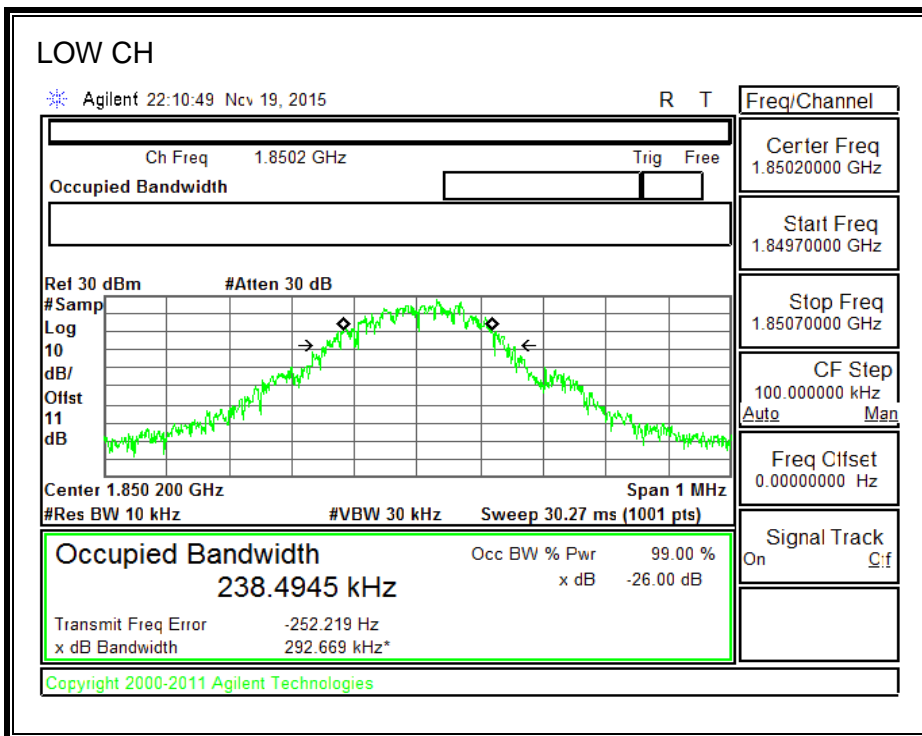 LOW CH
Agilent 22:10:49 Nov 19, 2015 R T
Freq/Channel
Ch Freq 1.8502 GHz Trig Free
Occupied Bandwidth
Center Freq
1.85020000 GHz
Start Freq
1.84970000 GHz
Stop Freq
1.85070000 GHz
CF Step
100.000000 kHz
Auto Man
Freq Offset
0.00000000 Hz
Signal Track
On Off
Ref 30 dBm #Atten 30 dB
#Samp
Log
10
dB/
Offst
11
dB
Center 1.850 200 GHz Span 1 MHz
#Res BW 10 kHz #VBW 30 kHz Sweep 30.27 ms (1001 pts)
Occupied Bandwidth Occ BW % Pwr 99.00 %
238.4945 kHz x dB -26.00 dB
Transmit Freq Error -252.219 Hz
x dB Bandwidth 292.669 kHz*
Copyright 2000-2011 Agilent Technologies